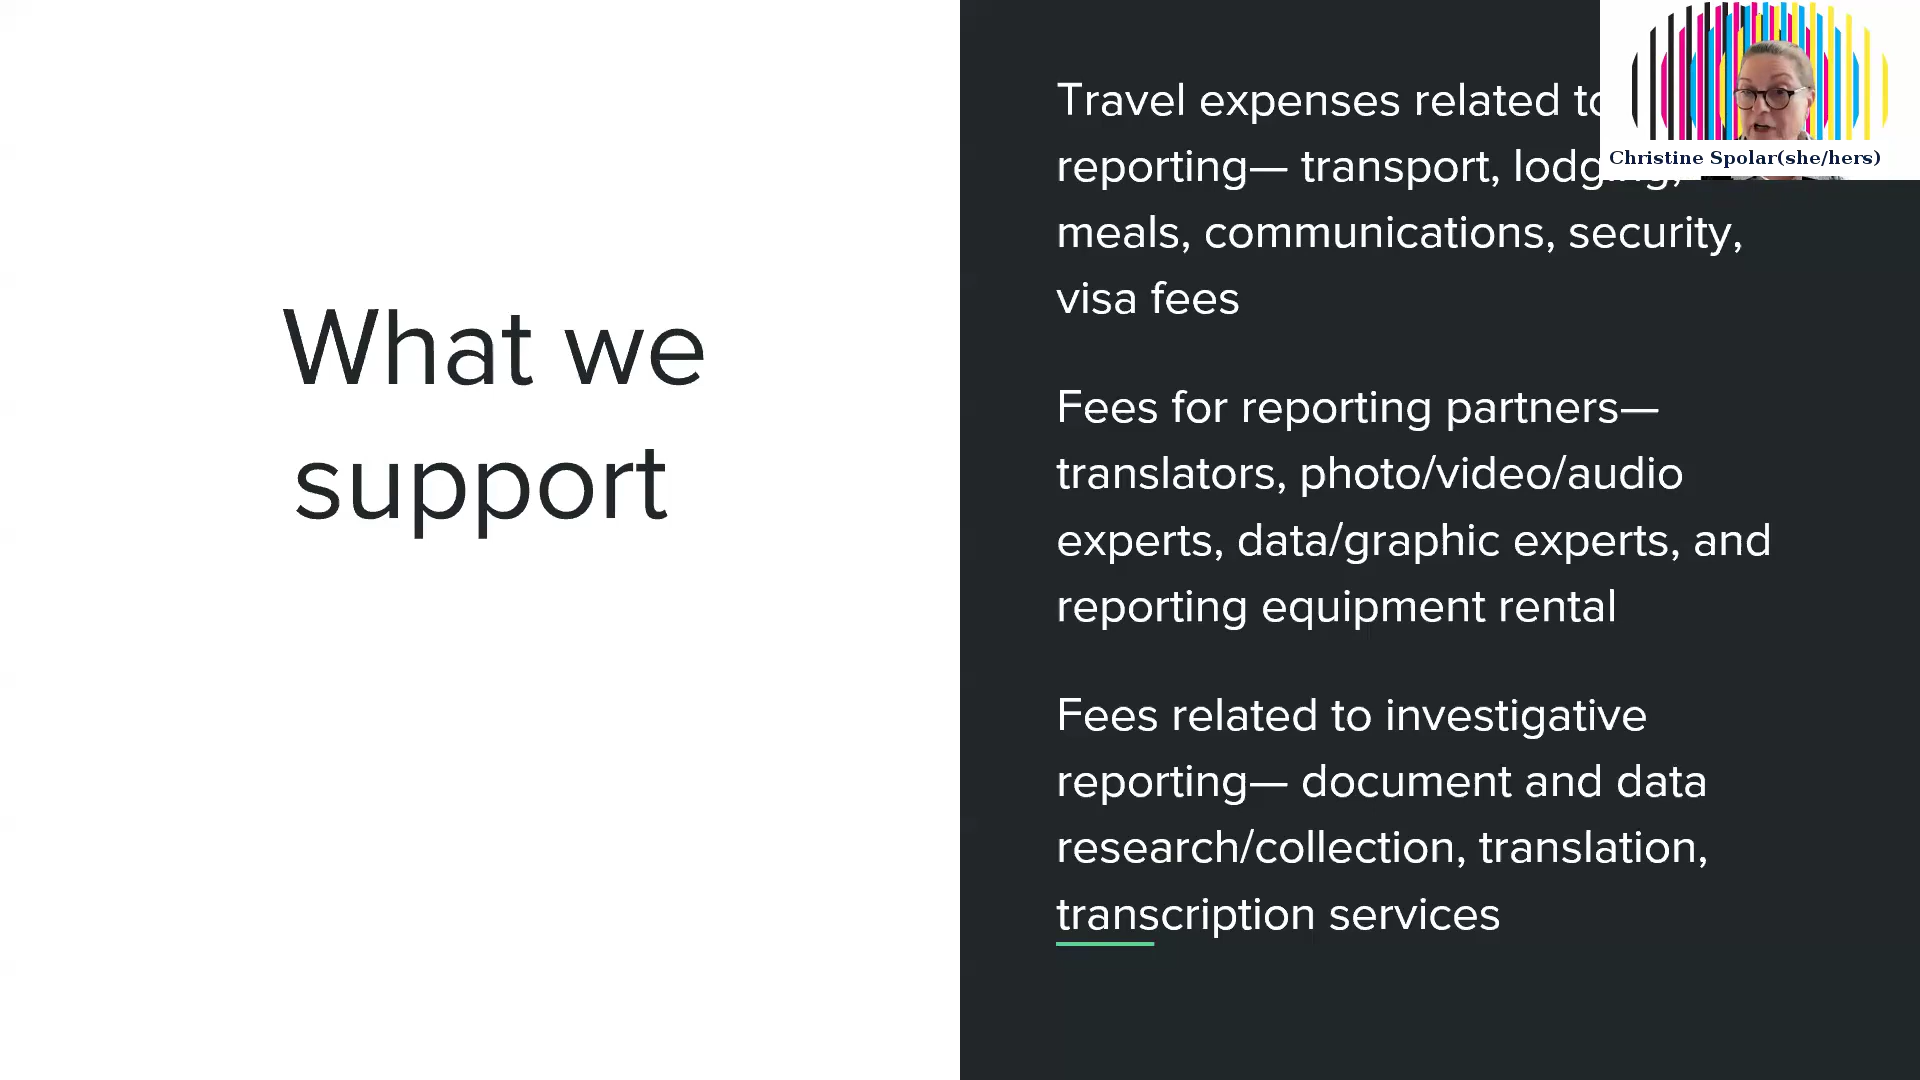 What we
support
Travel expenses related to
reporting— transport, lodging,
meals, communications, security,
visa fees
Fees for reporting partners—
translators, photo/video/audio
experts, data/graphic experts, and
reporting equipment rental
Fees related to investigative
reporting— document and data
research/collection, translation,
transcription services
Christine Spolar(she/hers)